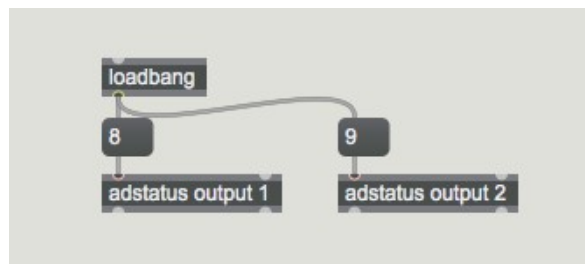 loadbang
8
9
adstatus output 1
adstatus output 2